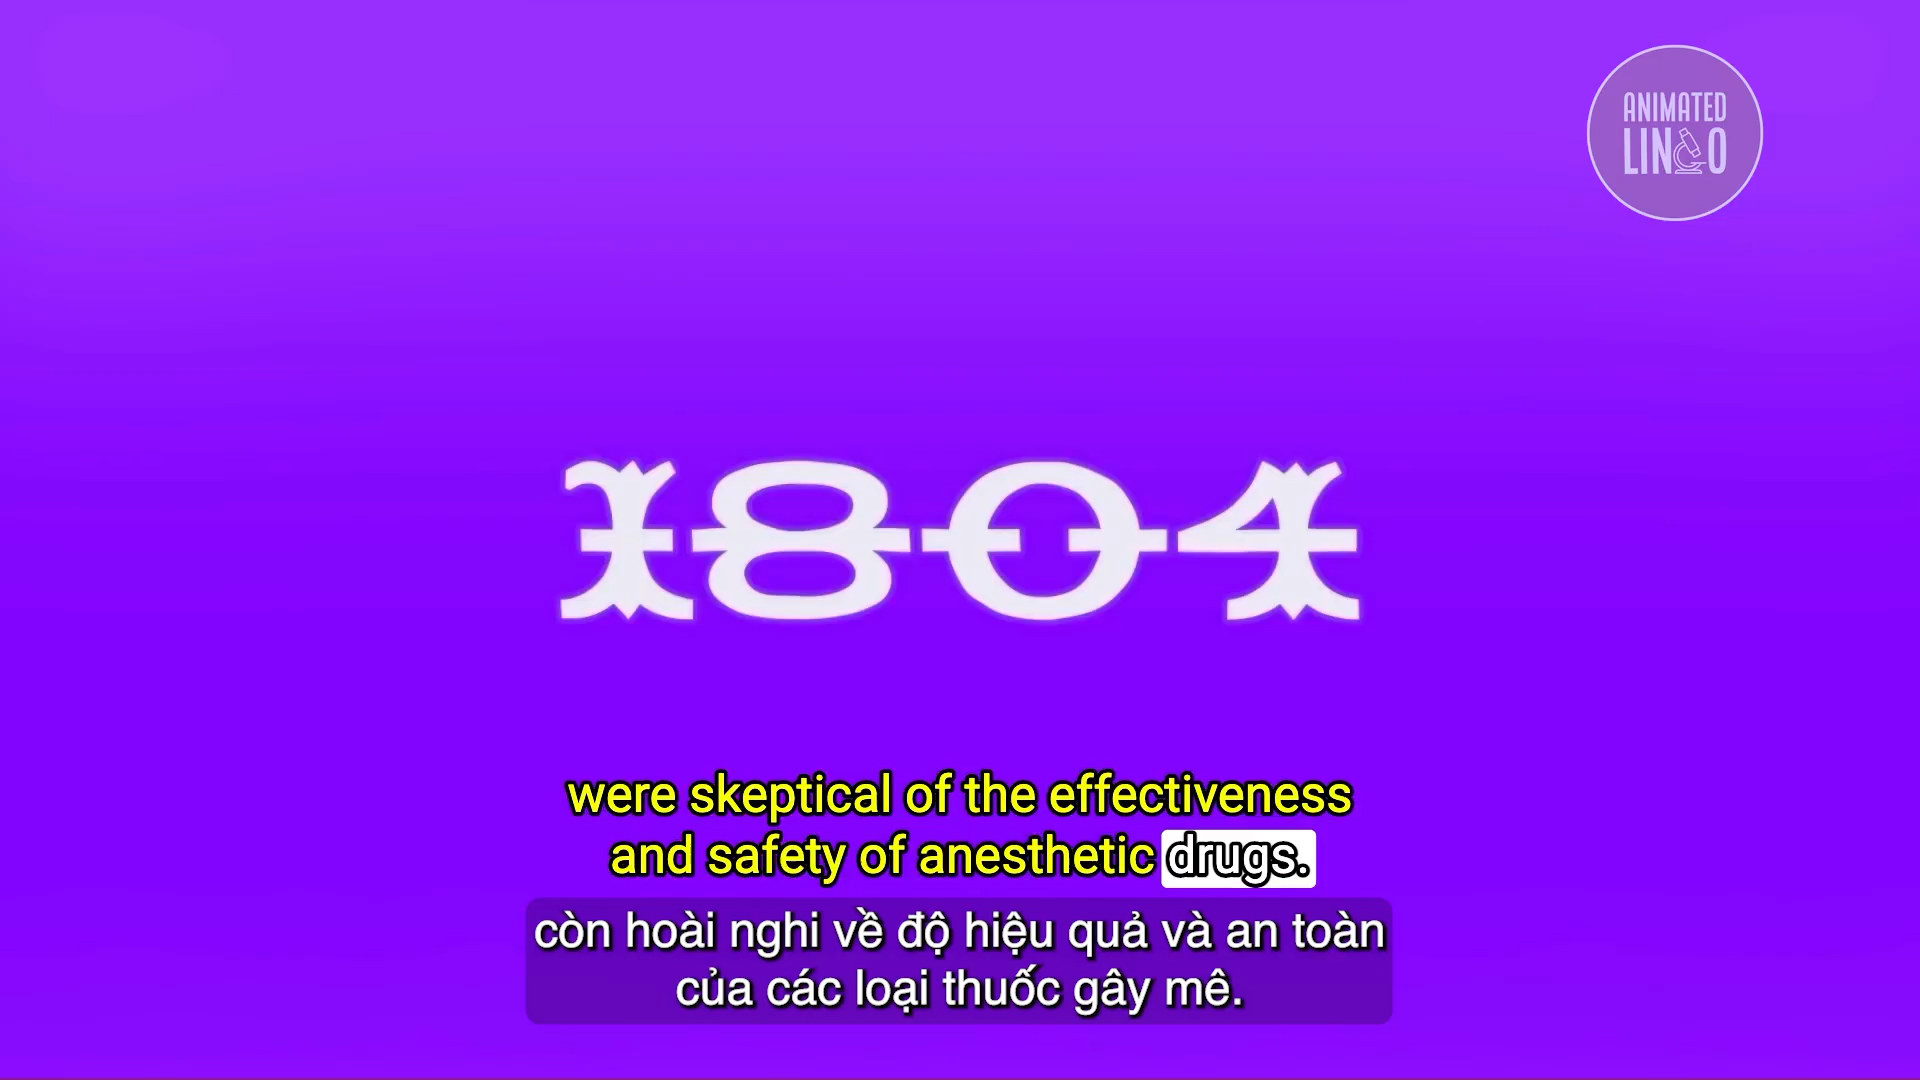 ANIMATED
LINGO
1804
were skeptical of the effectiveness
and safety of anesthetic drugs.
còn hoài nghi về độ hiệu quả và an toàn
của các loại thuốc gây mê.